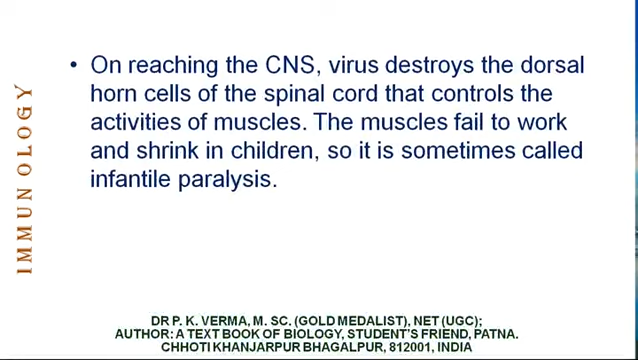 IMMUNOLOGY
• On reaching the CNS, virus destroys the dorsal
horn cells of the spinal cord that controls the
activities of muscles. The muscles fail to work
and shrink in children, so it is sometimes called
infantile paralysis.
DR P. K. VERMA, M. SC. (GOLD MEDALIST), NET (UGC);
AUTHOR: A TEXT BOOK OF BIOLOGY, STUDENT'S FRIEND, PATNA.
CHHOTI KHANJARPUR BHAGALPUR, 812001, INDIA